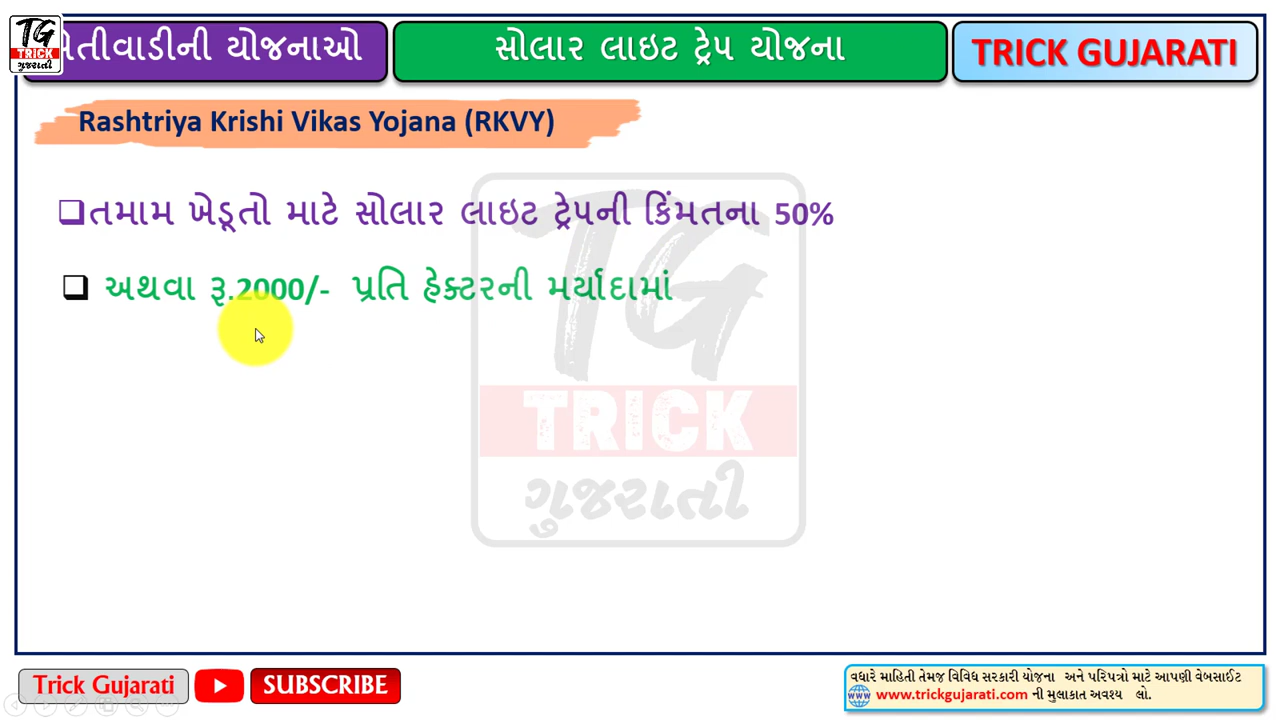 TG
TRICK
ગુજરાતી
ખેતીવાડીની યોજનાઓ
સોલાર લાઇટ ટ્રેપ યોજના
TRICK GUJARATI
Rashtriya Krishi Vikas Yojana (RKVY)
તમામ ખેડૂતો માટે સોલાર લાઇટ ટ્રેપની કિંમતના 50%
અથવા રૂ.2000/- પ્રતિ હેક્ટરની મર્યાદામાં
TG
TRICK
ગુજરાતી
Trick Gujarati
SUBSCRIBE
વધારે માહિતી તેમજ વિવિધ સરકારી યોજના અને પરિપત્રો માટે આપણી વેબસાઈટ
www.trickgujarati.com ની મુલાકાત અવશ્ય લો.